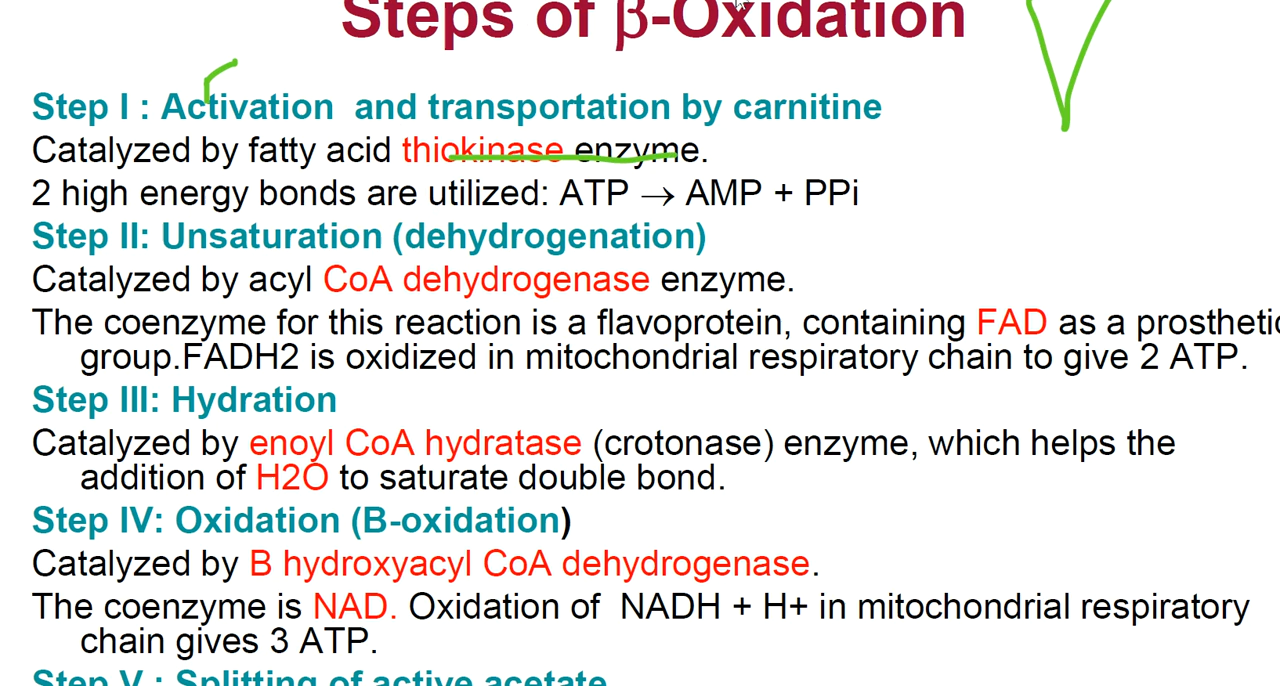 Steps of β-Oxidation
Step I : Activation  and transportation by carnitine
Catalyzed by fatty acid thiokinase enzyme.
2 high energy bonds are utilized: ATP → AMP + PPi
Step II: Unsaturation (dehydrogenation)
Catalyzed by acyl CoA dehydrogenase enzyme.
The coenzyme for this reaction is a flavoprotein, containing FAD as a prosthetic
group.FADH2 is oxidized in mitochondrial respiratory chain to give 2 ATP.
Step III: Hydration
Catalyzed by enoyl CoA hydratase (crotonase) enzyme, which helps the
addition of H2O to saturate double bond.
Step IV: Oxidation (B-oxidation)
Catalyzed by B hydroxyacyl CoA dehydrogenase.
The coenzyme is NAD. Oxidation of  NADH + H+ in mitochondrial respiratory
chain gives 3 ATP.
Step V : Splitting of active acetate